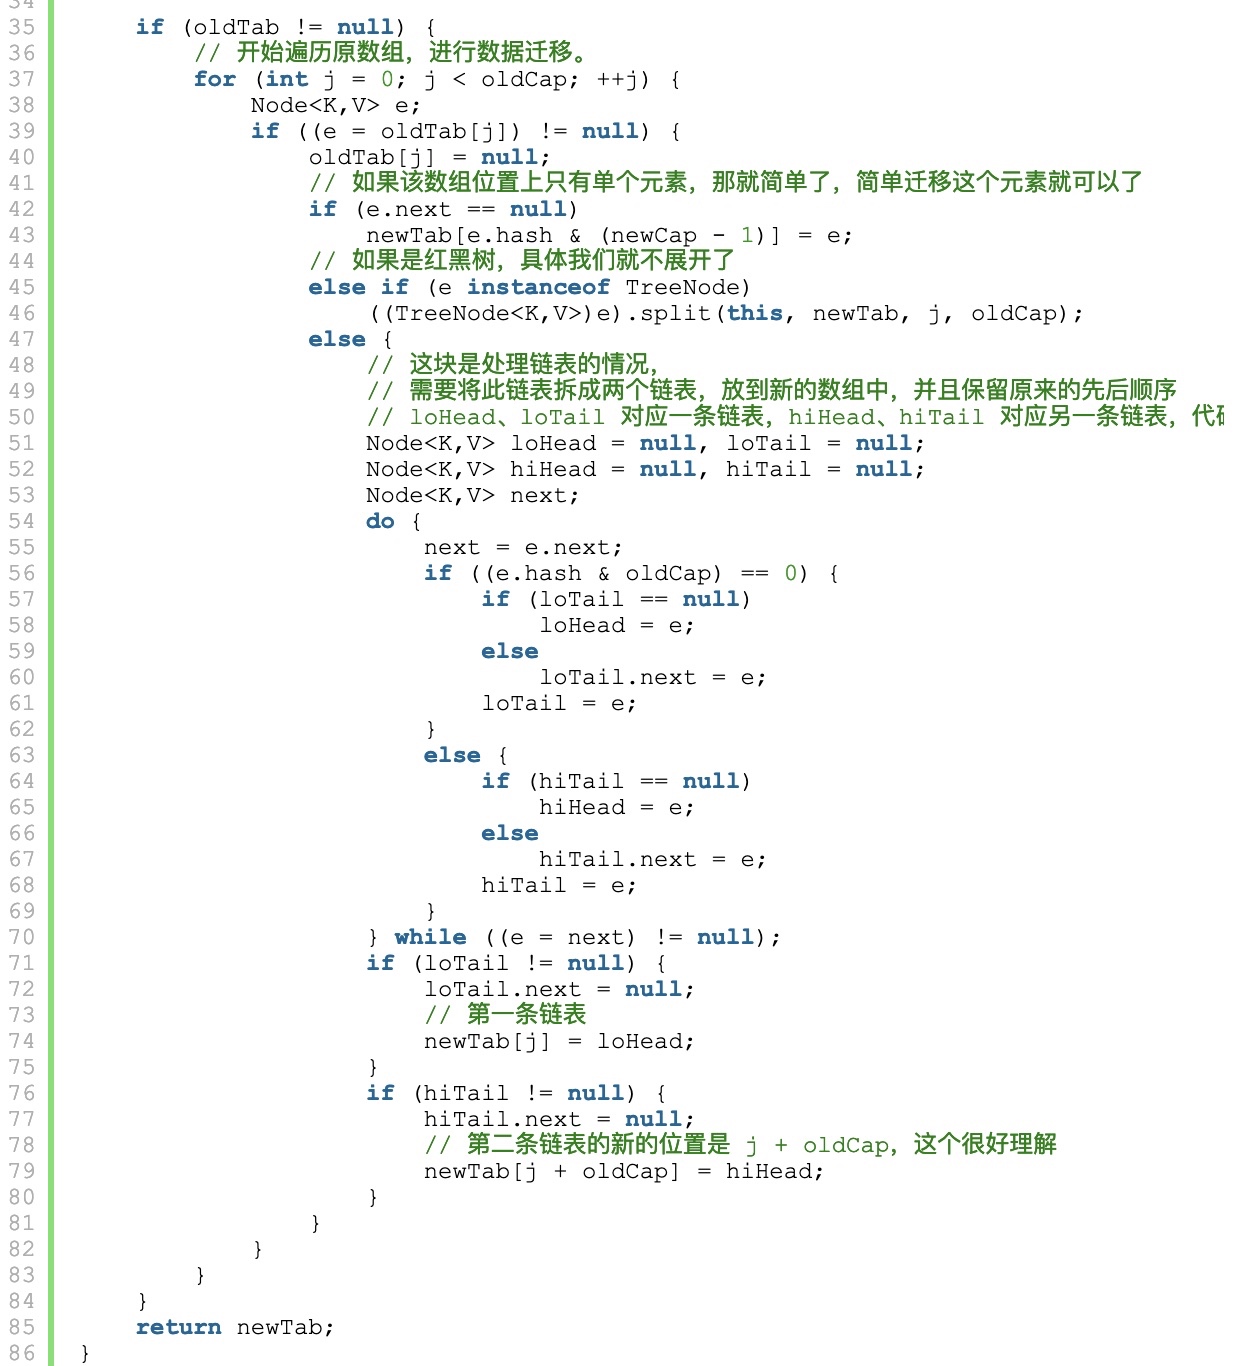 34
35 if (oldTab != null) {
36 // 开始遍历原数组，进行数据迁移。
37 for (int j = 0; j < oldCap; ++j) {
38 Node<K,V> e;
39 if ((e = oldTab[j]) != null) {
40 oldTab[j] = null;
41 // 如果该数组位置上只有单个元素，那就简单了，简单迁移这个元素就可以了
42 if (e.next == null)
43 newTab[e.hash & (newCap - 1)] = e;
44 // 如果是红黑树，具体我们就不展开了
45 else if (e instanceof TreeNode)
46 ((TreeNode<K,V>)e).split(this, newTab, j, oldCap);
47 else {
48 // 这块是处理链表的情况，
49 // 需要将此链表拆成两个链表，放到新的数组中，并且保留原来的先后顺序
50 // loHead、loTail 对应一条链表，hiHead、hiTail 对应另一条链表，代
51 Node<K,V> loHead = null, loTail = null;
52 Node<K,V> hiHead = null, hiTail = null;
53 Node<K,V> next;
54 do {
55 next = e.next;
56 if ((e.hash & oldCap) == 0) {
57 if (loTail == null)
58 loHead = e;
59 else
60 loTail.next = e;
61 loTail = e;
62 }
63 else {
64 if (hiTail == null)
65 hiHead = e;
66 else
67 hiTail.next = e;
68 hiTail = e;
69 }
70 } while ((e = next) != null);
71 if (loTail != null) {
72 loTail.next = null;
73 // 第一条链表
74 newTab[j] = loHead;
75 }
76 if (hiTail != null) {
77 hiTail.next = null;
78 // 第二条链表的新的位置是 j + oldCap，这个很好理解
79 newTab[j + oldCap] = hiHead;
80 }
81 }
82 }
83 }
84 }
85 return newTab;
86 }